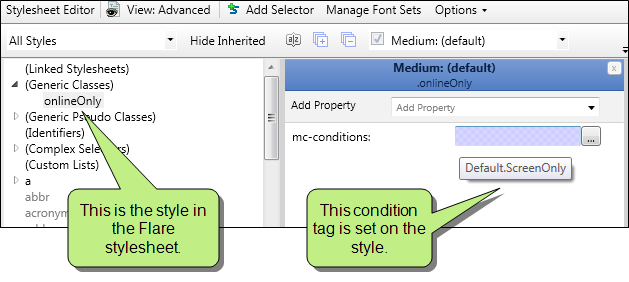 Stylesheet Editor View: Advanced Add Selector Manage Font Sets Options
All Styles Hide Inherited Medium: (default)
(Linked Stylesheets)
(Generic Classes)
onlineOnly
(Generic Pseudo Classes)
(Identifiers)
(Complex Sele
(Custom Lists)
a
abbr
acronym
Medium: (default)
.onlineOnly
Add Property Add Property
mc-conditions: ...
Default.ScreenOnly
This is the style in
the Flare
stylesheet.
This condition
tag is set on the
style.